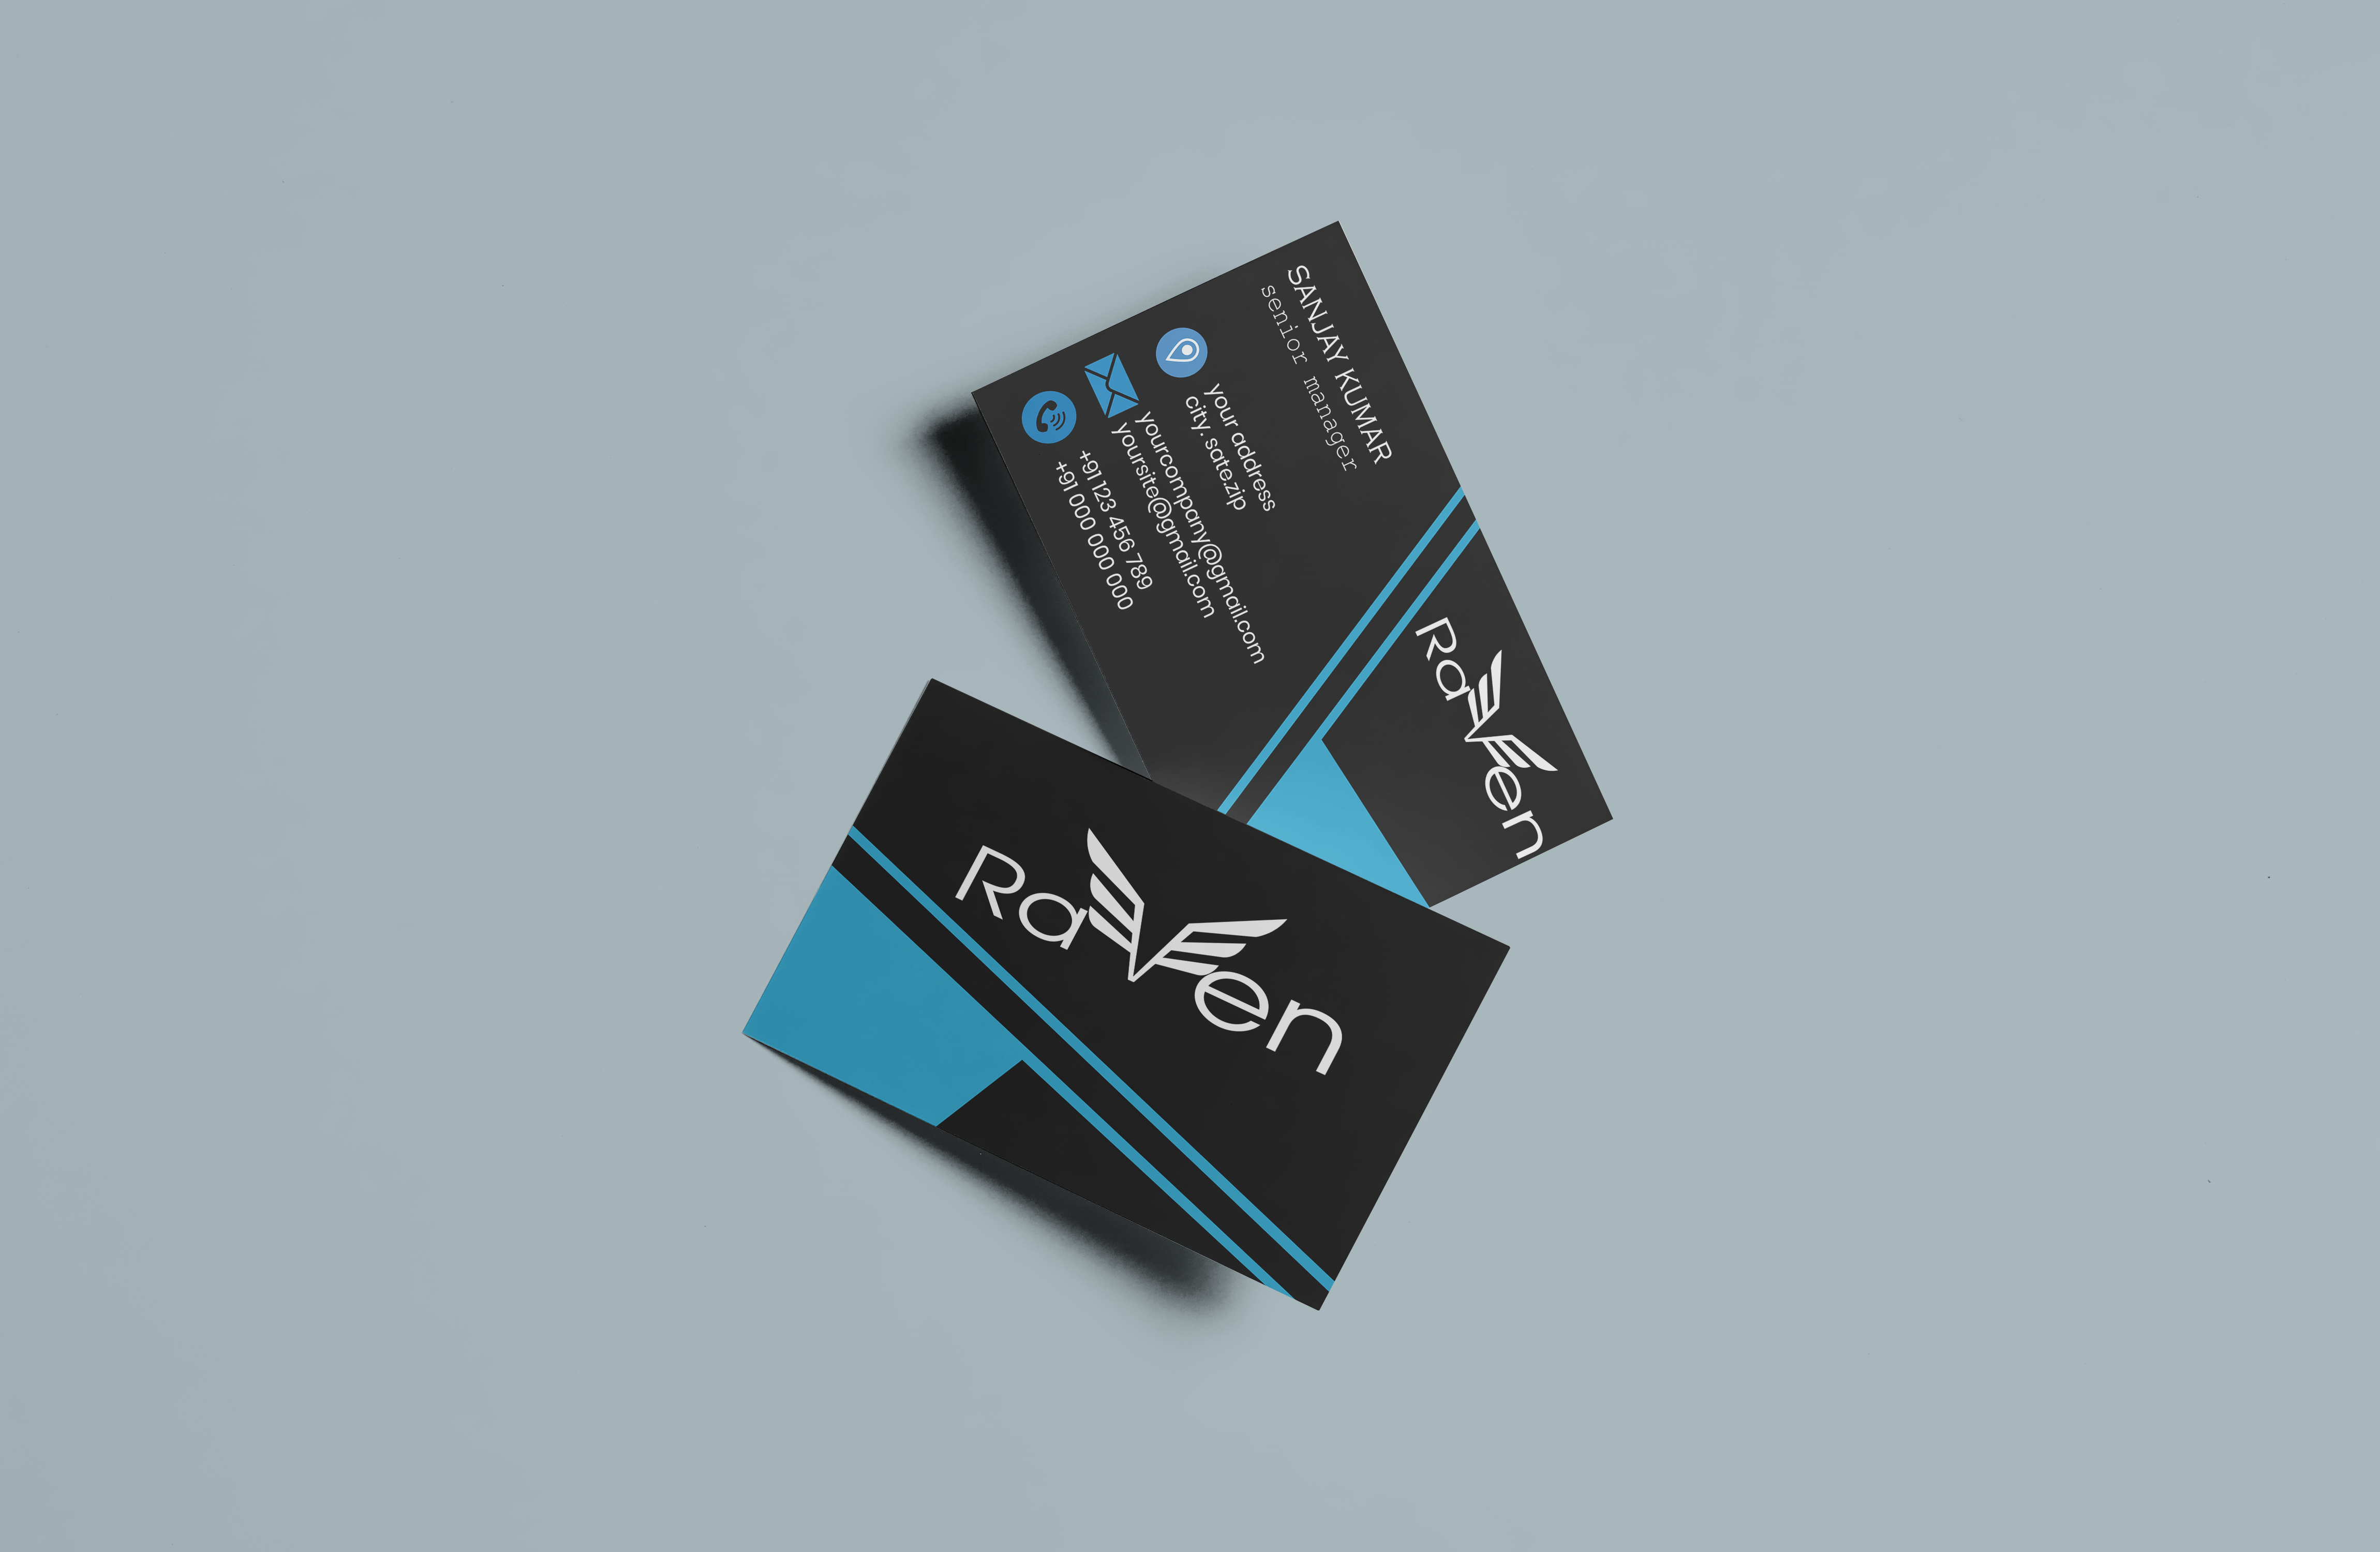 SANJAY KUMAR
senior manager
your address
city. sate.zip
yourcompany@gmail.com
yoursite@gmail.com
+91 123 456 789
+91 000 000 000
Raven
Raven